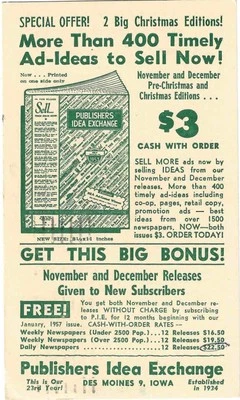 SPECIAL OFFER! 2 Big Christmas Editions!
More Than 400 Timely
Ad-Ideas to Sell Now!
Now . . . Printed
on one side only
November and December
Pre-Christmas and
Christmas Editions . . .
Sell...
PUBLISHERS
IDEA EXCHANGE
NEW SIZE:
inches
$3
CASH WITH ORDER
SELL MORE ads now by
selling IDEAS from our
November and December
releases. More than 400
timely ad-ideas including
co-op, pages, retail copy,
promotion ads — best
ideas from over 1500
newspapers. NOW—both
issues $3. ORDER TODAY!
GET THIS BIG BONUS!
November and December Releases
Given to New Subscribers
FREE!
You get both November and December re-
leases WITHOUT CHARGE by subscribing
to P.I.E. for 12 months beginning with our
January, 1957 issue. CASH-WITH-ORDER RATES—
Weekly Newspapers (Under 2500 Pop.)...12 Releases $16.50
Weekly Newspapers (Over 2500 Pop.)...12 Releases $19.50
Daily Newspapers ...12 Releases $22.50
Publishers Idea Exchange
This is Our
23rd Year!
DES MOINES 9, IOWA
Established
in 1934